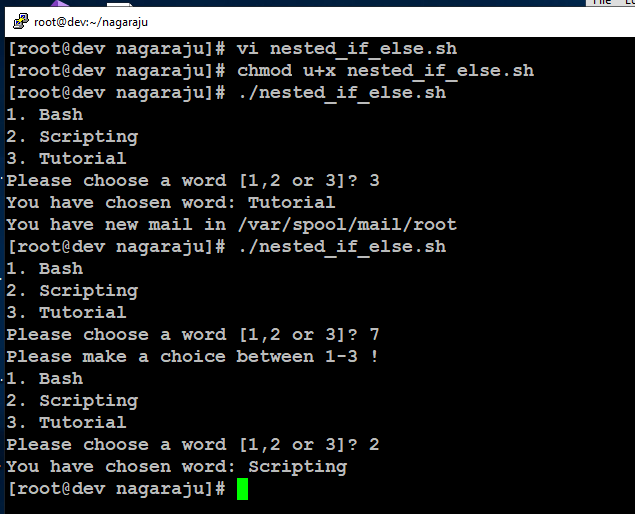 File
root@dev:~/nagaraju
[root@dev nagaraju]# vi nested_if_else.sh
[root@dev nagaraju]# chmod u+x nested_if_else.sh
[root@dev nagaraju]# ./nested_if_else.sh
1. Bash
2. Scripting
3. Tutorial
Please choose a word [1,2 or 3]? 3
You have chosen word: Tutorial
You have new mail in /var/spool/mail/root
[root@dev nagaraju]# ./nested_if_else.sh
1. Bash
2. Scripting
3. Tutorial
Please choose a word [1,2 or 3]? 7
Please make a choice between 1-3 !
1. Bash
2. Scripting
3. Tutorial
Please choose a word [1,2 or 3]? 2
You have chosen word: Scripting
[root@dev nagaraju]#